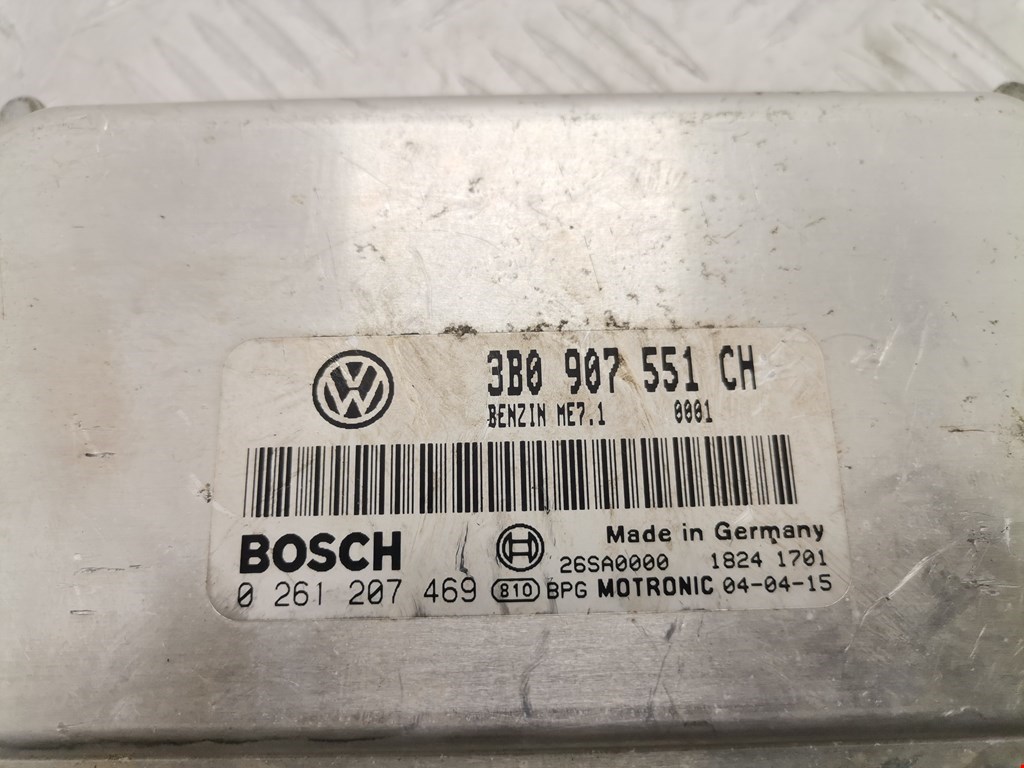 3B0 907 551 CH
BENZIN ME7.1 0001
BOSCH
Made in Germany
26SA0000 1824 1701
0 261 207 469 810 BPG MOTRONIC 04-04-15